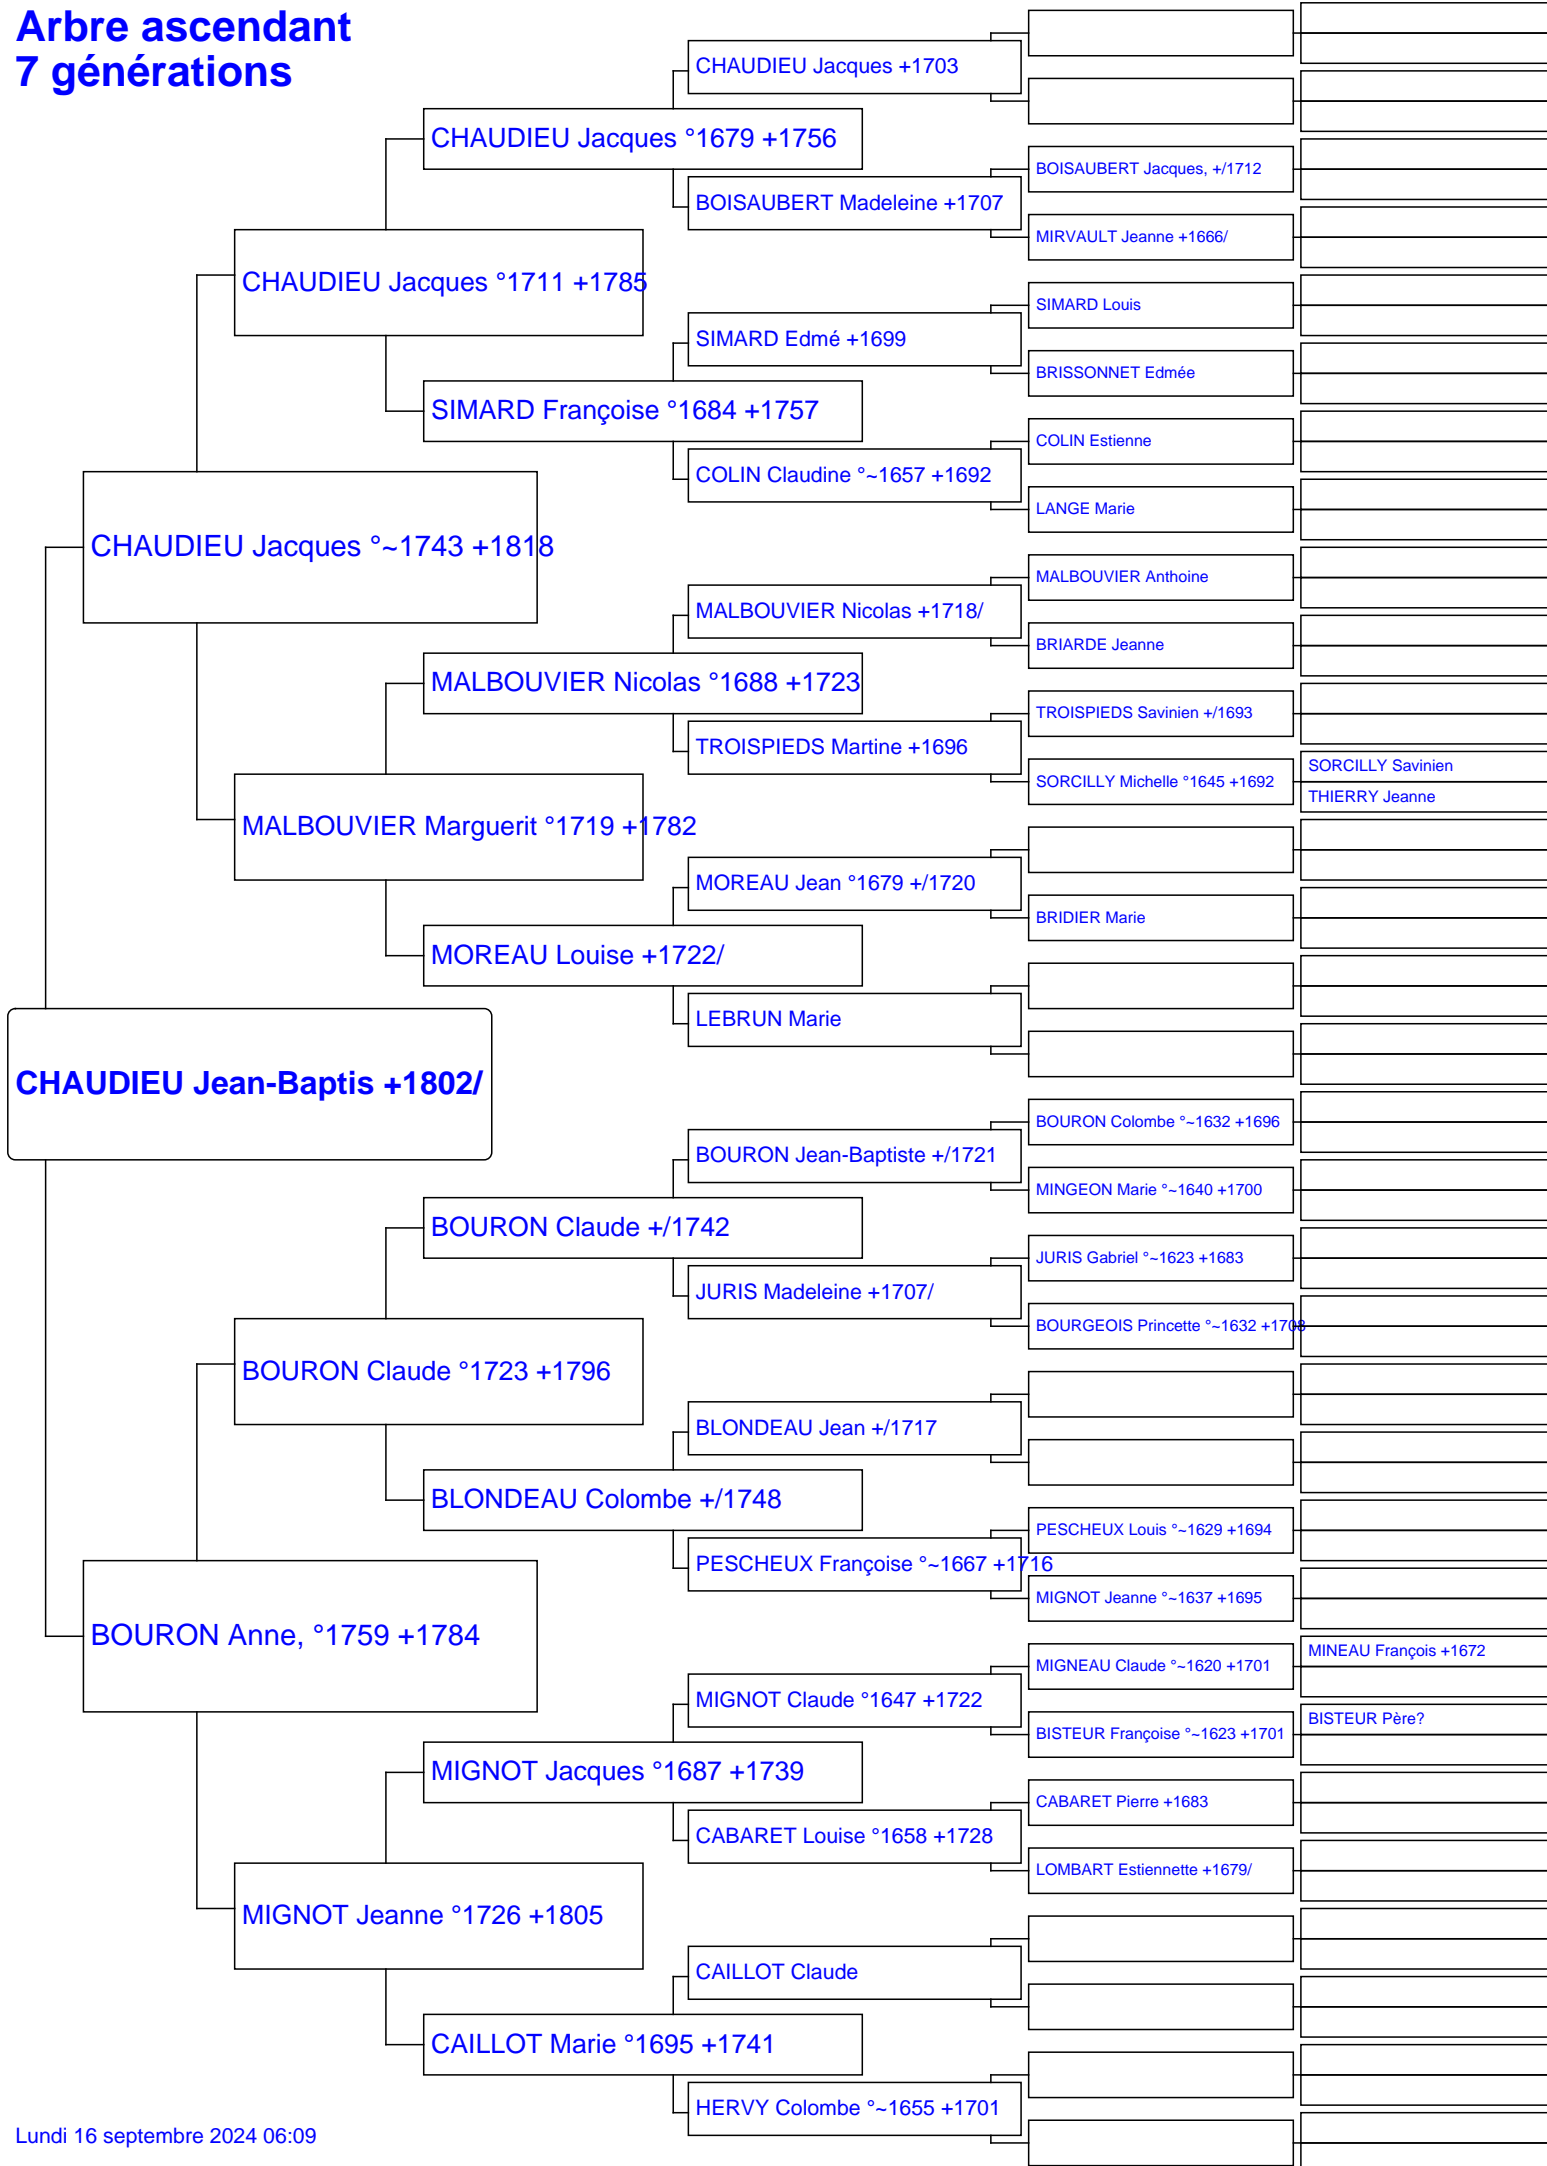 Arbre ascendant
7 générations
CHAUDIEU Jacques +1703
CHAUDIEU Jacques °1679 +1756
BOISAUBERT Jacques, +/1712
BOISAUBERT Madeleine +1707
MIRVAULT Jeanne +1666/
CHAUDIEU Jacques °1711 +1785
SIMARD Louis
SIMARD Edmé +1699
BRISSONNET Edmée
SIMARD Françoise °1684 +1757
COLIN Estienne
COLIN Claudine °~1657 +1692
LANGE Marie
CHAUDIEU Jacques °~1743 +1818
MALBOUVIER Anthoine
MALBOUVIER Nicolas +1718/
BRIARDE Jeanne
MALBOUVIER Nicolas °1688 +1723
TROISPIEDS Savinien +/1693
TROISPIEDS Martine +1696
SORCILLY Savinien
SORCILLY Michelle °1645 +1692
THIERRY Jeanne
MALBOUVIER Marguerit °1719 +1782
MOREAU Jean °1679 +/1720
BRIDIER Marie
MOREAU Louise +1722/
LEBRUN Marie
CHAUDIEU Jean-Baptis +1802/
BOURON Colombe °~1632 +1696
BOURON Jean-Baptiste +/1721
MINGEON Marie °~1640 +1700
BOURON Claude +/1742
JURIS Gabriel °~1623 +1683
JURIS Madeleine +1707/
BOURGEOIS Princette °~1632 +1708
BOURON Claude °1723 +1796
BLONDEAU Jean +/1717
BLONDEAU Colombe +/1748
PESCHEUX Louis °~1629 +1694
PESCHEUX Françoise °~1667 +1716
MIGNOT Jeanne °~1637 +1695
BOURON Anne, °1759 +1784
MINEAU François +1672
MIGNEAU Claude °~1620 +1701
MIGNOT Claude °1647 +1722
BISTEUR Père?
BISTEUR Françoise °~1623 +1701
MIGNOT Jacques °1687 +1739
CABARET Pierre +1683
CABARET Louise °1658 +1728
LOMBART Estiennette +1679/
MIGNOT Jeanne °1726 +1805
CAILLOT Claude
CAILLOT Marie °1695 +1741
HERVY Colombe °~1655 +1701
Lundi 16 septembre 2024 06:09